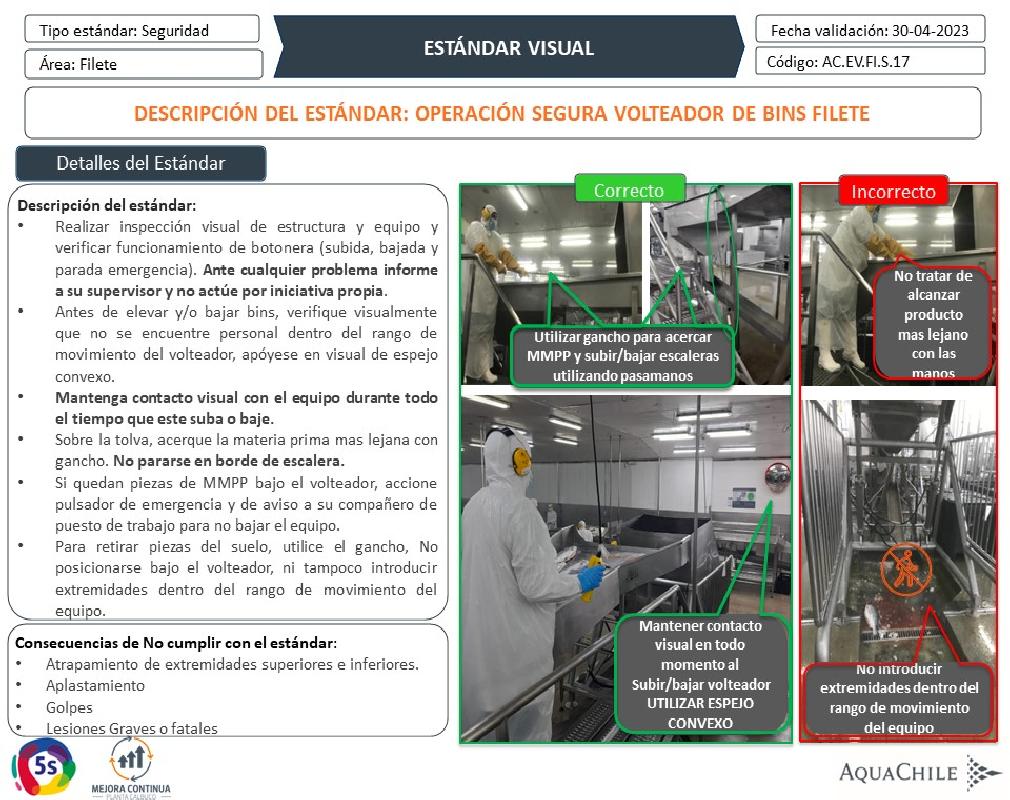 Tipo estándar: Seguridad
Área: Filete
ESTÁNDAR VISUAL
Fecha validación: 30-04-2023
Código: AC.EV.FI.S.17
DESCRIPCIÓN DEL ESTÁNDAR: OPERACIÓN SEGURA VOLTEADOR DE BINS FILETE
Detalles del Estándar
Descripción del estándar:
• Realizar inspección visual de estructura y equipo y
verificar funcionamiento de botonera (subida, bajada y
parada emergencia). Ante cualquier problema informe
a su supervisor y no actúe por iniciativa propia.
• Antes de elevar y/o bajar bins, verifique visualmente
que no se encuentre personal dentro del rango de
movimiento del volteador, apóyese en visual de espejo
convexo.
• Mantenga contacto visual con el equipo durante todo
el tiempo que este suba o baje.
• Sobre la tolva, acerque la materia prima mas lejana con
gancho. No pararse en borde de escalera.
• Si quedan piezas de MMPP bajo el volteador, accione
pulsador de emergencia y de aviso a su compañero de
puesto de trabajo para no bajar el equipo.
• Para retirar piezas del suelo, utilice el gancho, No
posicionarse bajo el volteador, ni tampoco introducir
extremidades dentro del rango de movimiento del
equipo.
Consecuencias de No cumplir con el estándar:
• Atrapamiento de extremidades superiores e inferiores.
• Aplastamiento
• Golpes
• Lesiones Graves o fatales
Correcto
Utilizar gancho para acercar
MMPP y subir/bajar escaleras
utilizando pasamanos
Mantener contacto
visual en todo
momento al
Subir/bajar volteador
UTILIZAR ESPEJO
CONVEXO
Incorrecto
No tratar de
alcanzar
producto
mas lejano
con las
manos
No introducir
extremidades dentro del
rango de movimiento
del equipo
5s
MEJORA CONTINUA
PLANTA CALBUCO
AQUACHILE